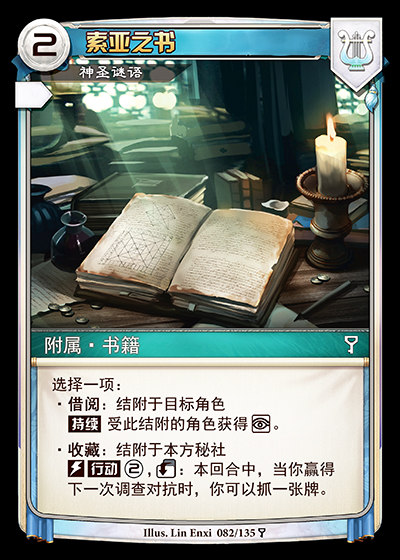 2
索亚之书
神圣谜语
附属·书籍
选择一项：
·借阅：结附于目标角色
持续 受此结附的角色获得 。
·收藏：结附于本方秘社
行动 2，：本回合中，当你赢得
下一次调查对抗时，你可以抓一张牌。
Illus. Lin Enxi 082/135